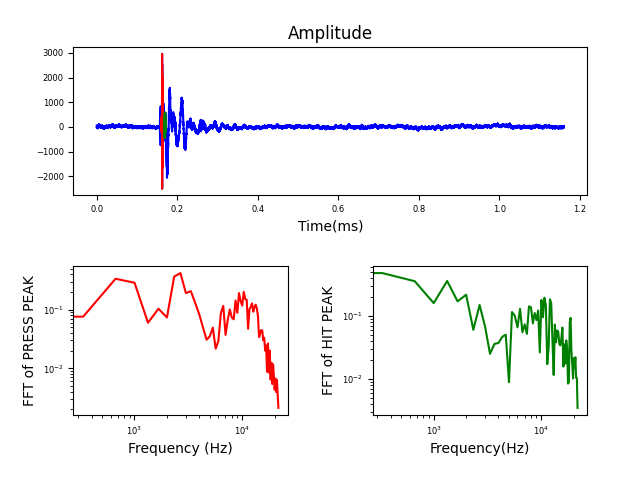 Amplitude
3000
2000
1000
0
−1000
−2000
0.0 0.2 0.4 0.6 0.8 1.0 1.2
Time(ms)
FFT of PRESS PEAK
10⁻¹
10⁻²
10³ 10⁴
Frequency (Hz)
FFT of HIT PEAK
10⁻¹
10⁻²
10³ 10⁴
Frequency(Hz)